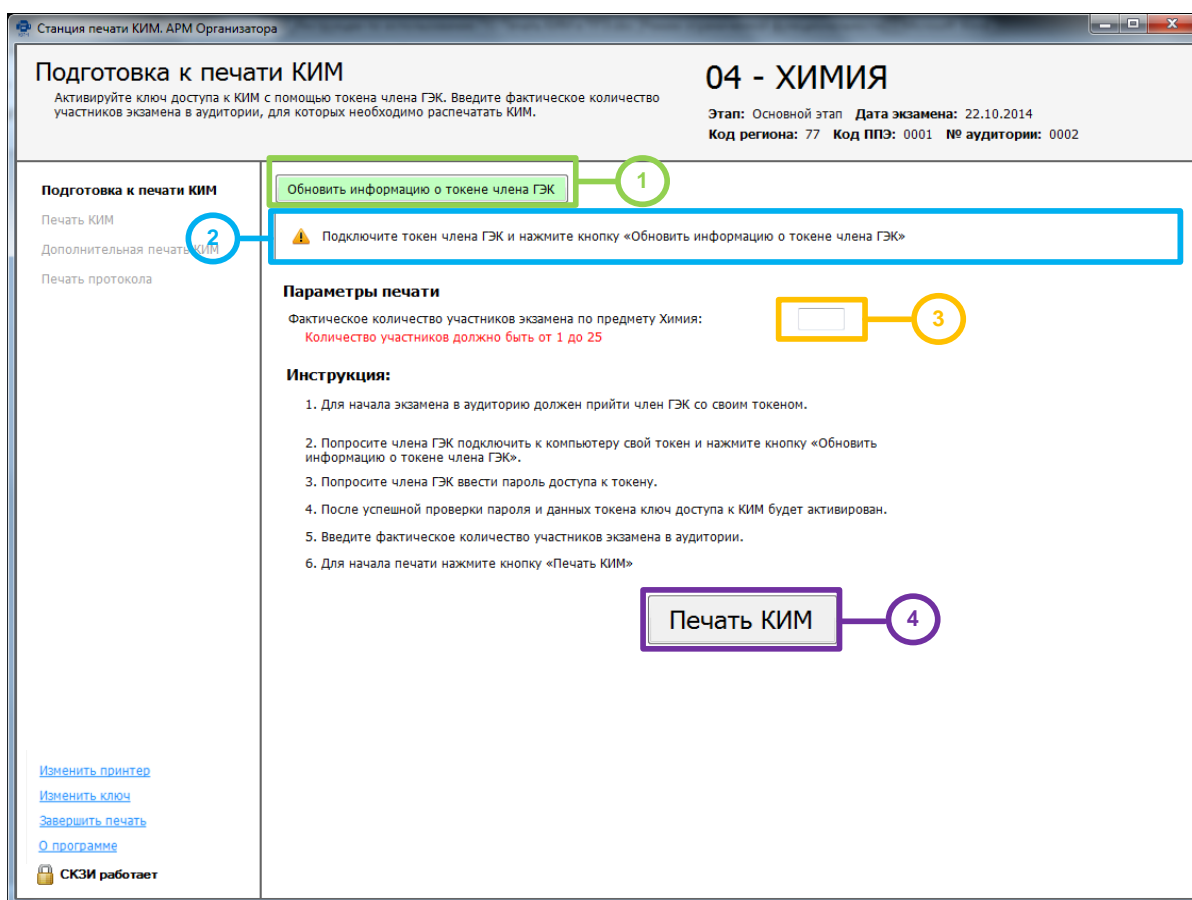 Станция печати КИМ. АРМ Организатора
Подготовка к печати КИМ
Активируйте ключ доступа к КИМ с помощью токена члена ГЭК. Введите фактическое количество
участников экзамена в аудитории, для которых необходимо распечатать КИМ.
04 - ХИМИЯ
Этап: Основной этап Дата экзамена: 22.10.2014
Код региона: 77 Код ППЭ: 0001 № аудитории: 0002
Подготовка к печати КИМ
Печать КИМ
Дополнительная печать КИМ
Печать протокола
2
Обновить информацию о токене члена ГЭК
1
Подключите токен члена ГЭК и нажмите кнопку «Обновить информацию о токене члена ГЭК»
Параметры печати
Фактическое количество участников экзамена по предмету Химия:
3
Количество участников должно быть от 1 до 25
Инструкция:
1. Для начала экзамена в аудиторию должен прийти член ГЭК со своим токеном.
2. Попросите члена ГЭК подключить к компьютеру свой токен и нажмите кнопку «Обновить
информацию о токене члена ГЭК».
3. Попросите члена ГЭК ввести пароль доступа к токену.
4. После успешной проверки пароля и данных токена ключ доступа к КИМ будет активирован.
5. Введите фактическое количество участников экзамена в аудитории.
6. Для начала печати нажмите кнопку «Печать КИМ»
Печать КИМ
4
Изменить принтер
Изменить ключ
Завершить печать
О программе
СКЗИ работает